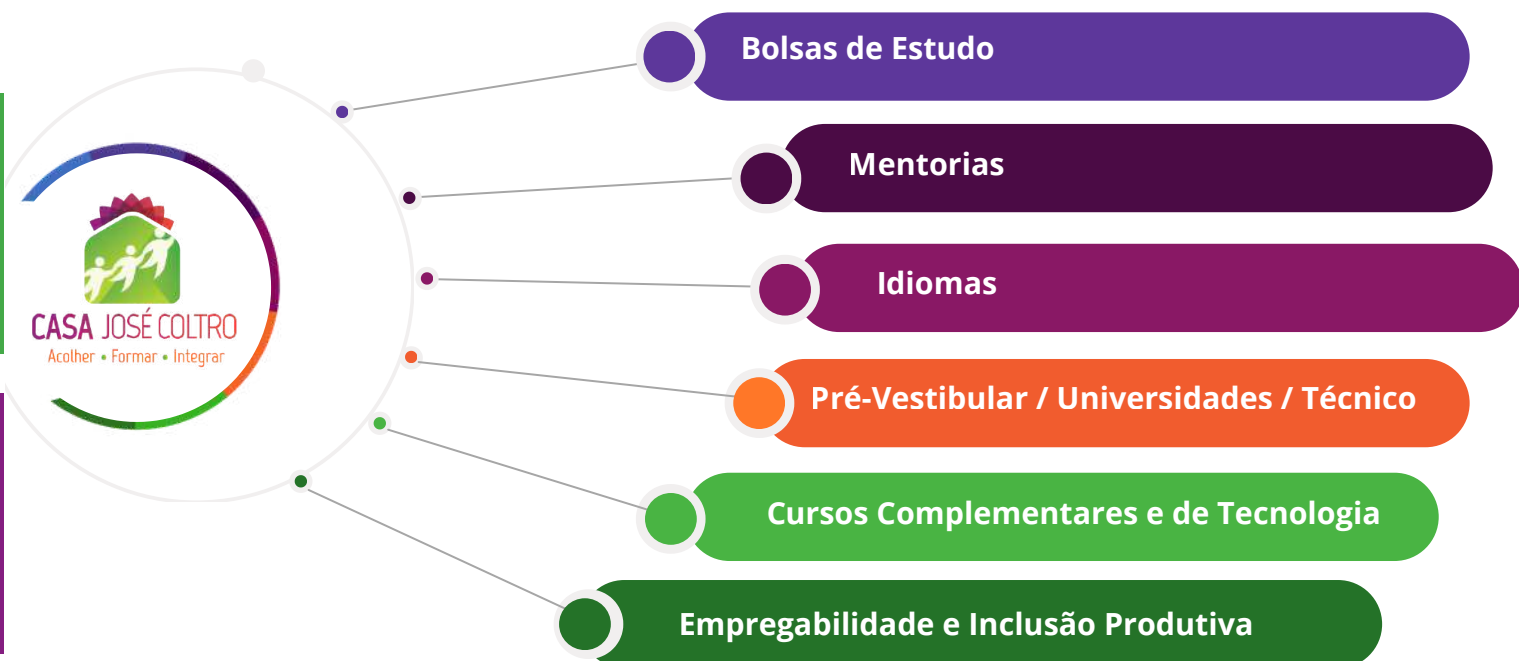 CASA JOSÉ COLTRO
Acolher • Formar • Integrar
Bolsas de Estudo
Mentorias
Idiomas
Pré-Vestibular / Universidades / Técnico
Cursos Complementares e de Tecnologia
Empregabilidade e Inclusão Produtiva